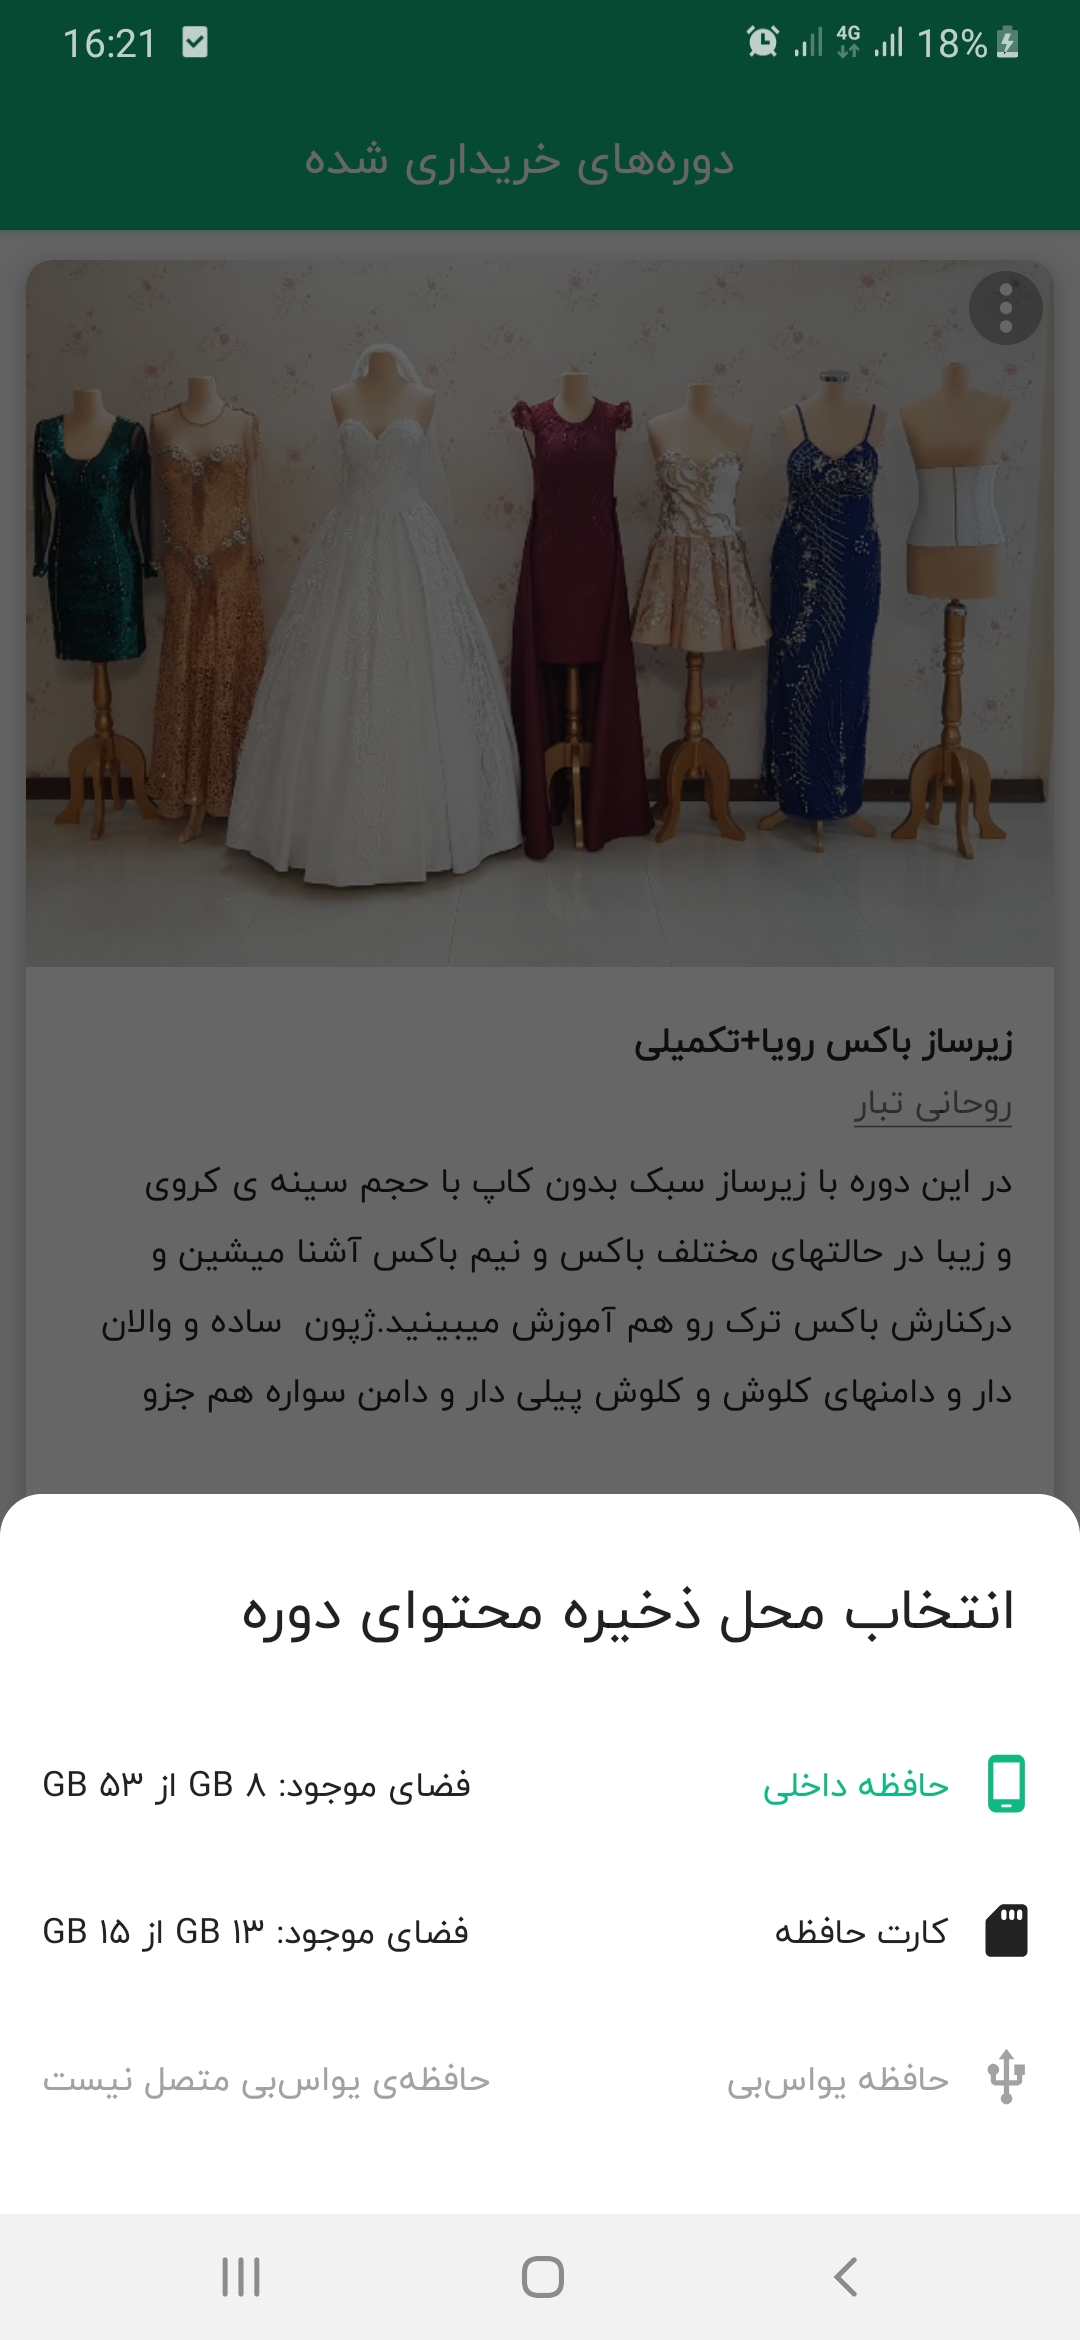 16:21
4G
18%
دوره‌های خریداری شده
زیرساز باکس رویا+تکمیلی
روحانی تبار
در این دوره با زیرساز سبک بدون کاپ با حجم سینه ی کروی
و زیبا در حالتهای مختلف باکس و نیم باکس آشنا میشین و
درکنارش باکس ترک رو هم آموزش میبینید.ژپون  ساده و والان
دار و دامنهای کلوش و کلوش پیلی دار و دامن سواره هم جزو
انتخاب محل ذخیره محتوای دوره
حافظه داخلی
فضای موجود: ۸ GB از ۵۳ GB
کارت حافظه
فضای موجود: ۱۳ GB از ۱۵ GB
حافظه یواس‌بی
حافظه‌ی یواس‌بی متصل نیست